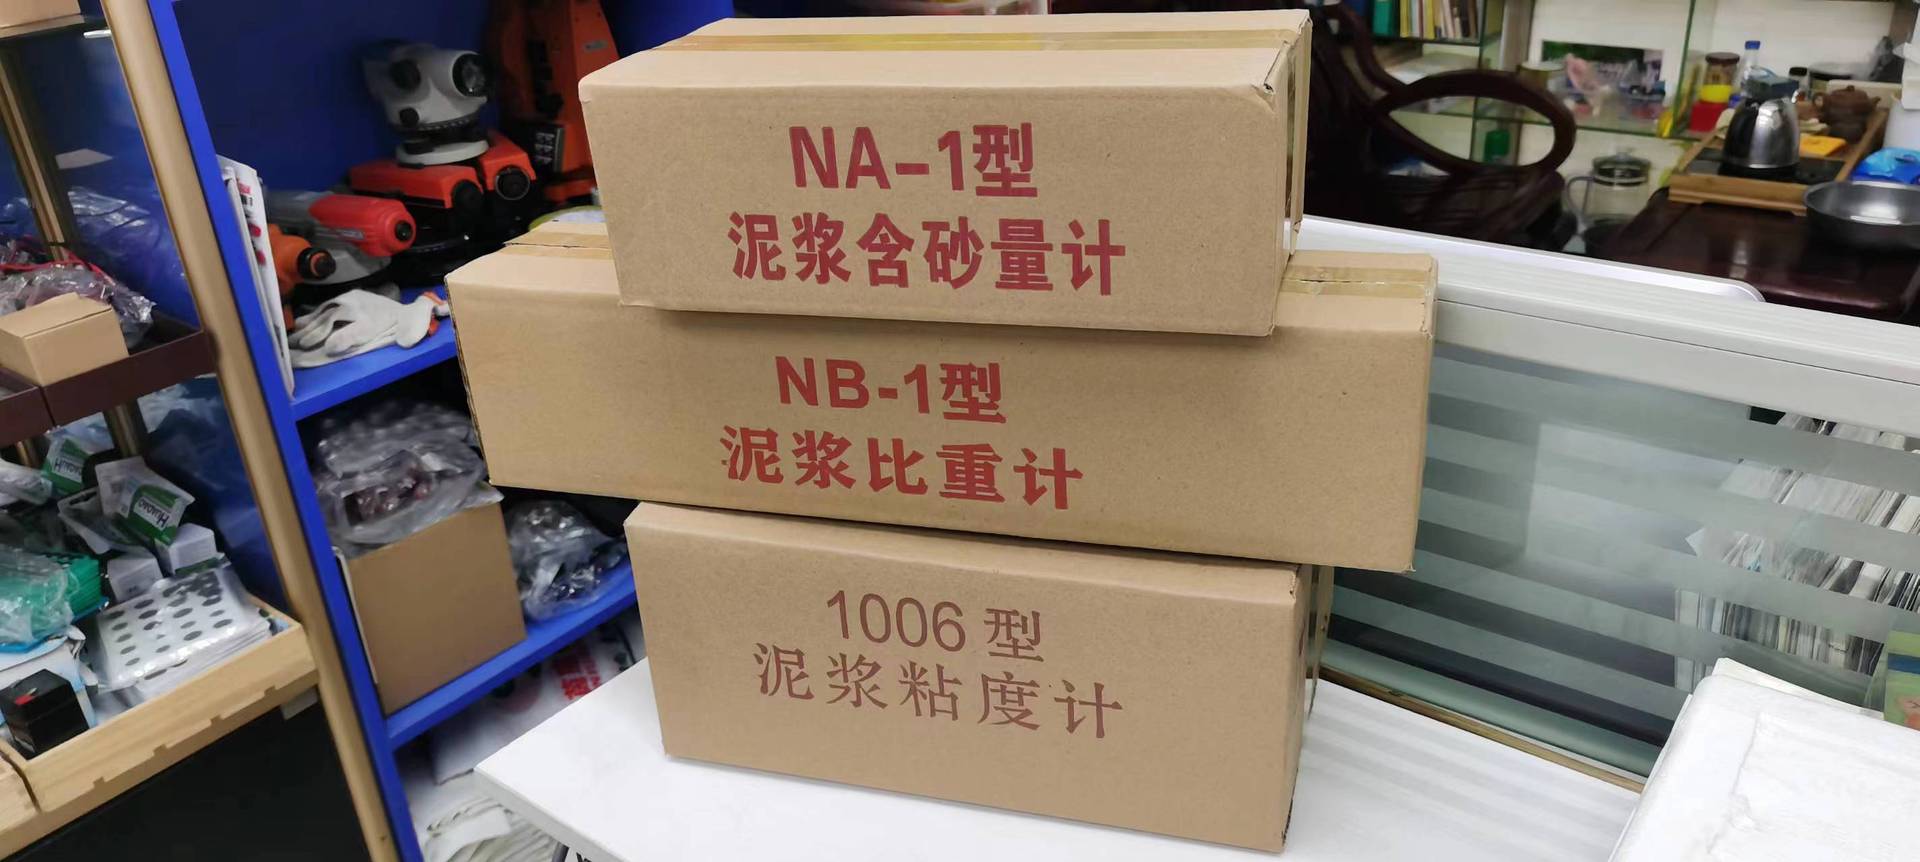 NA-1型
泥浆含砂量计
NB-1型
泥浆比重计
1006型
泥浆粘度计